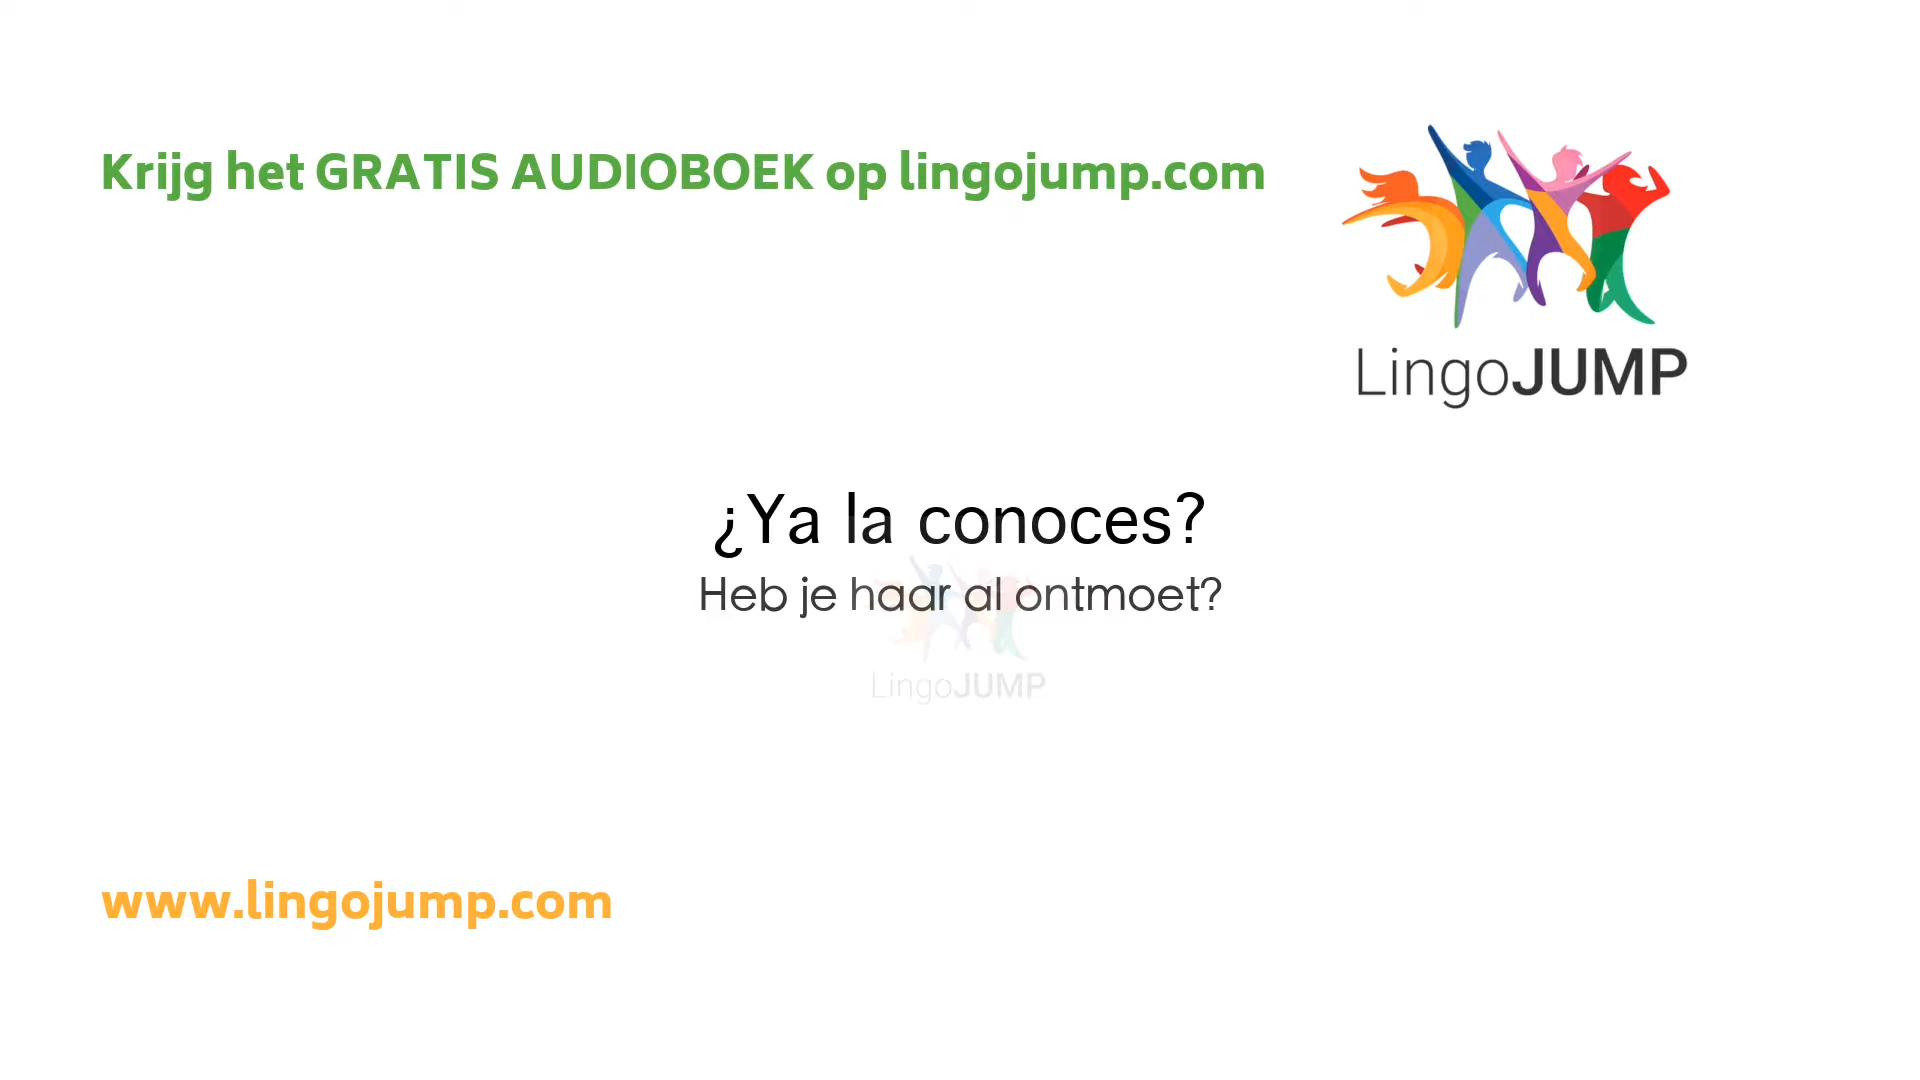 Krijg het GRATIS AUDIOBOEK op lingojump.com
LingoJUMP
¿Ya la conoces?
Heb je haar al ontmoet?
LingoJUMP
www.lingojump.com